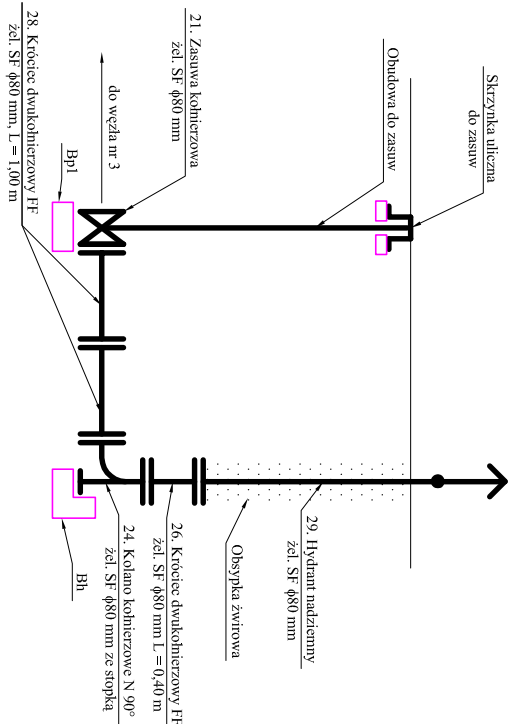 Skrzynka uliczna
do zasuw
Obudowa do zasuw
21. Zasuwa kołnierzowa
żel. SF ϕ80 mm
do węzła nr 3
Bp1
28. Króciec dwukołnierzowy FF
żel. SF ϕ80 mm, L = 1,00 m
29. Hydrant nadziemny
żel. SF ϕ80 mm
Obsypka żwirowa
26. Króciec dwukołnierzowy FF
żel. SF ϕ80 mm L = 0,40 m
24. Kolano kołnierzowe N 90°
żel. SF ϕ80 mm ze stopką
Bh